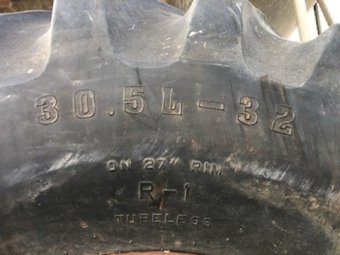 30.5L-32
ON 27" RIM
R-1
TUBELESS